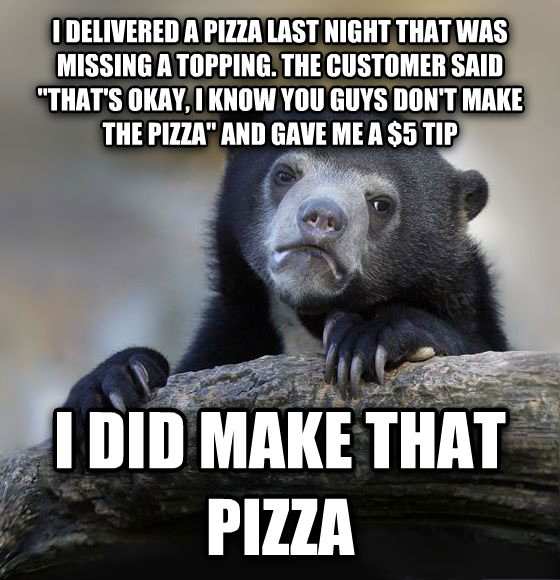 I DELIVERED A PIZZA LAST NIGHT THAT WAS
MISSING A TOPPING. THE CUSTOMER SAID
"THAT'S OKAY, I KNOW YOU GUYS DON'T MAKE
THE PIZZA" AND GAVE ME A $5 TIP
I DID MAKE THAT
PIZZA